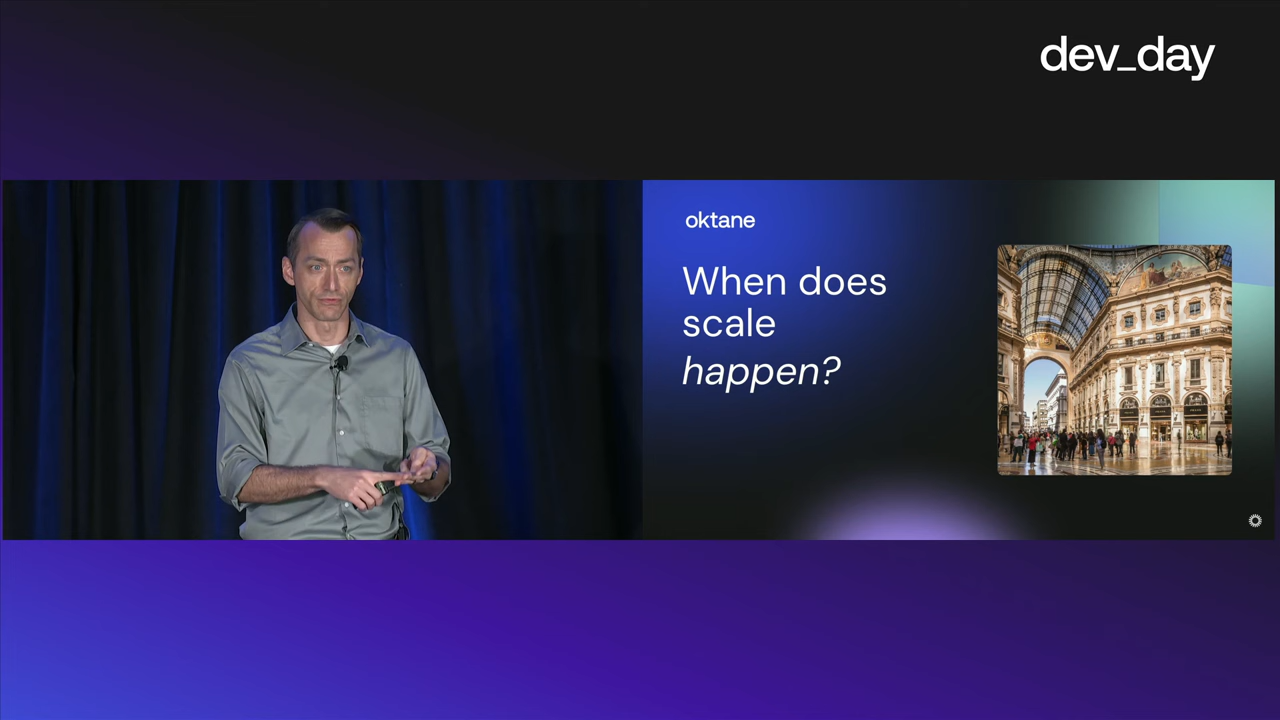 dev_day
oktane
When does
scale
happen?